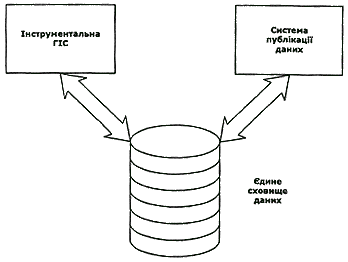 Інструментальна
ГІС
Система
публікації
даних
Єдине
сховище
даних